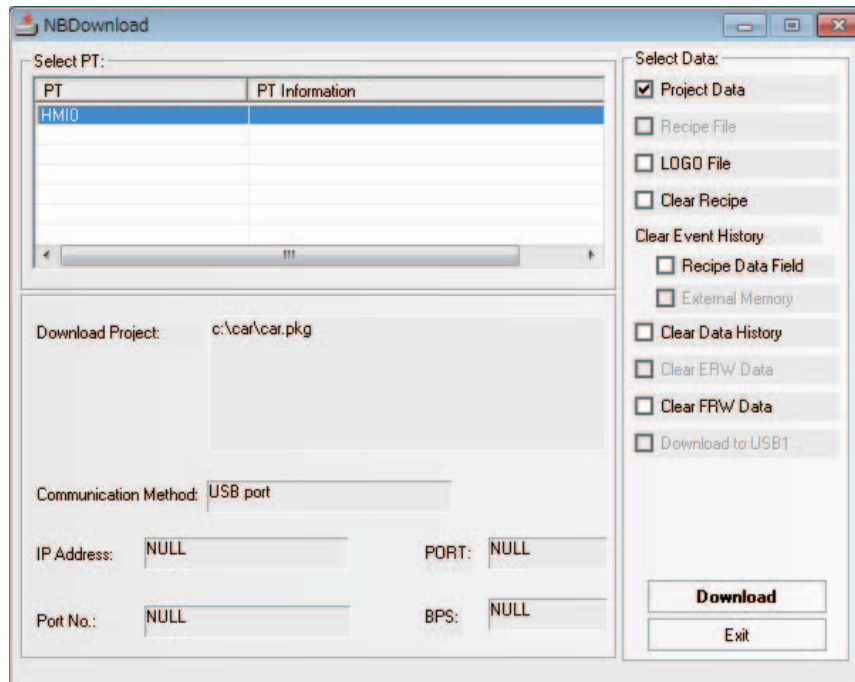 NBDownload
Select PT:
PT PT Information
HMI0
Download Project: c:\car\car.pkg
Communication Method: USB port
IP Address: NULL PORT: NULL
Port No.: NULL BPS: NULL
Select Data:
Project Data
Recipe File
LOGO File
Clear Recipe
Clear Event History
Recipe Data Field
External Memory
Clear Data History
Clear ERW Data
Clear FRW Data
Download to USB1
Download
Exit